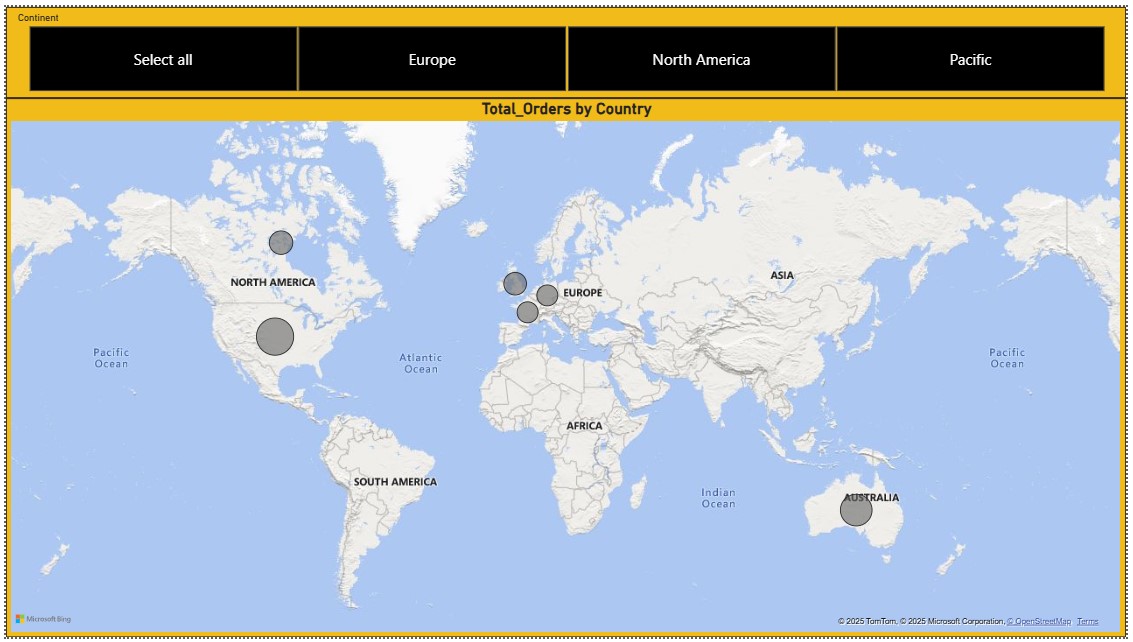 Continent
Select all
Europe
North America
Pacific
Total_Orders by Country
NORTH AMERICA
ASIA
EUROPE
Pacific
Ocean
Atlantic
Ocean
Pacific
Ocean
AFRICA
SOUTH AMERICA
Indian
Ocean
AUSTRALIA
Microsoft Bing
© 2025 TomTom, © 2025 Microsoft Corporation, © OpenStreetMap Terms